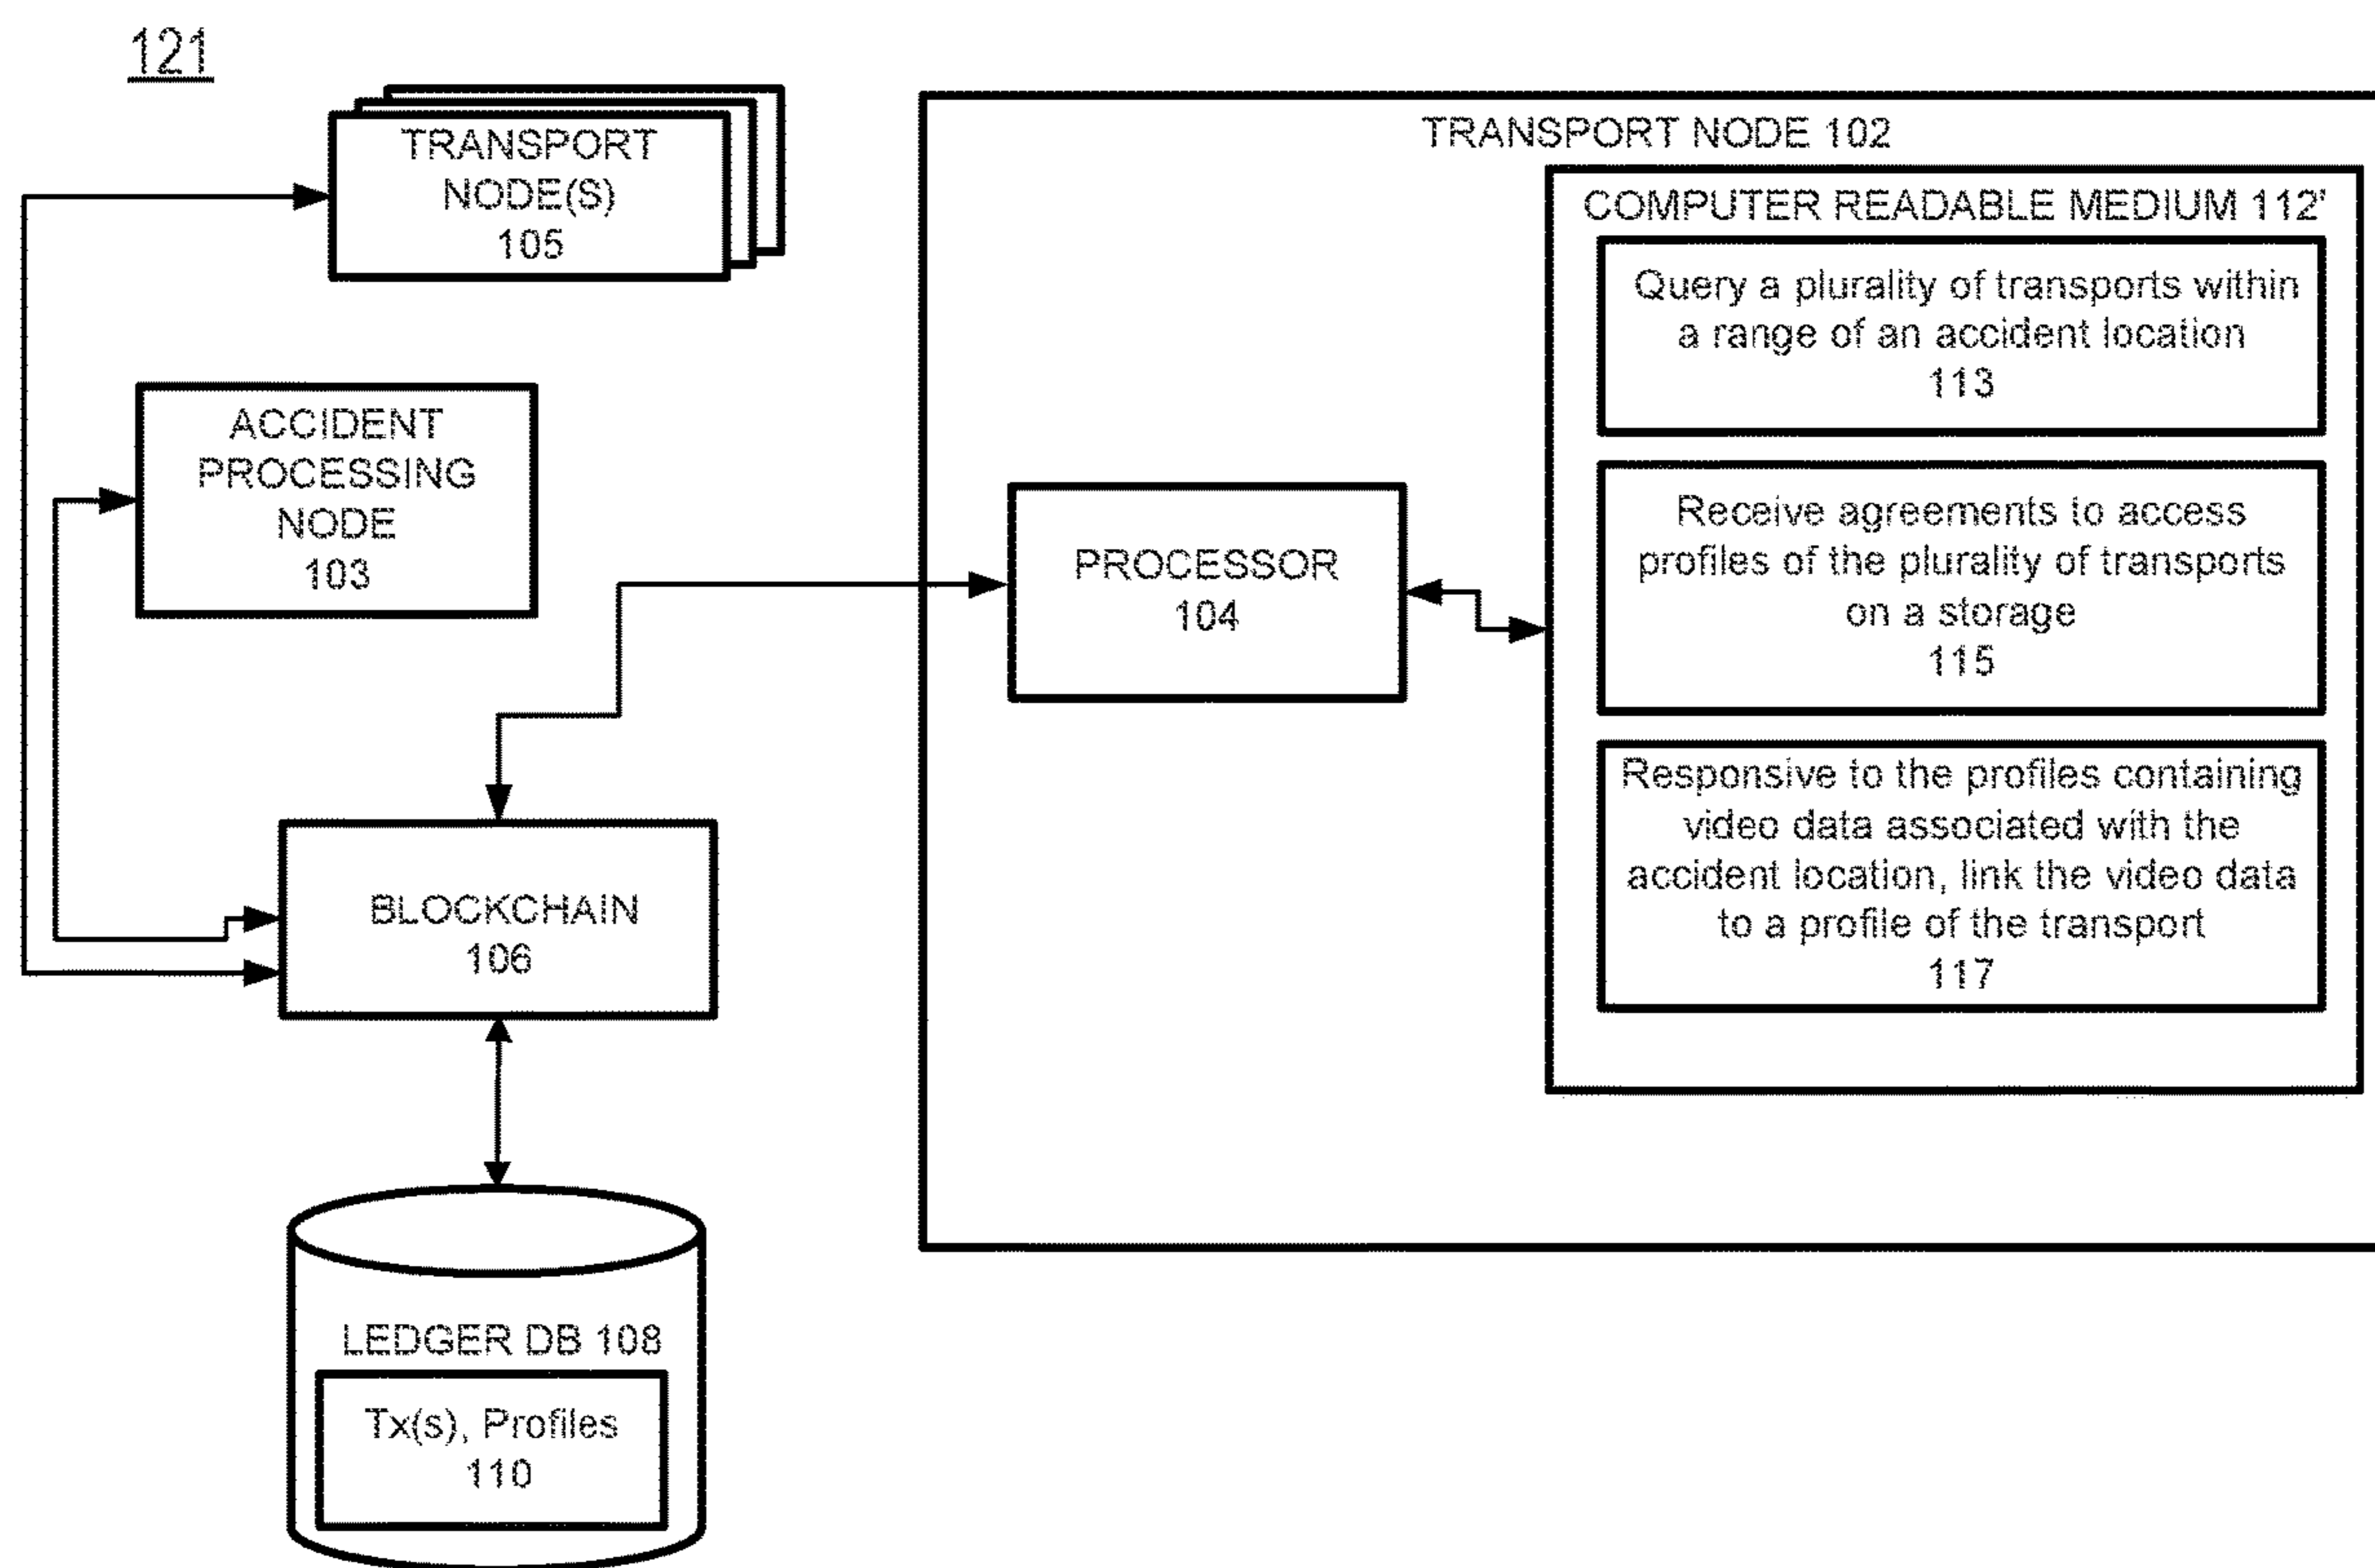 121
TRANSPORT
NODE(S)
105
ACCIDENT
PROCESSING
NODE
103
BLOCKCHAIN
106
LEDGER DB 108
Tx(s), Profiles
110
TRANSPORT NODE 102
PROCESSOR
104
COMPUTER READABLE MEDIUM 112'
Query a plurality of transports within
a range of an accident location
113
Receive agreements to access
profiles of the plurality of transports
on a storage
115
Responsive to the profiles containing
video data associated with the
accident location, link the video data
to a profile of the transport
117